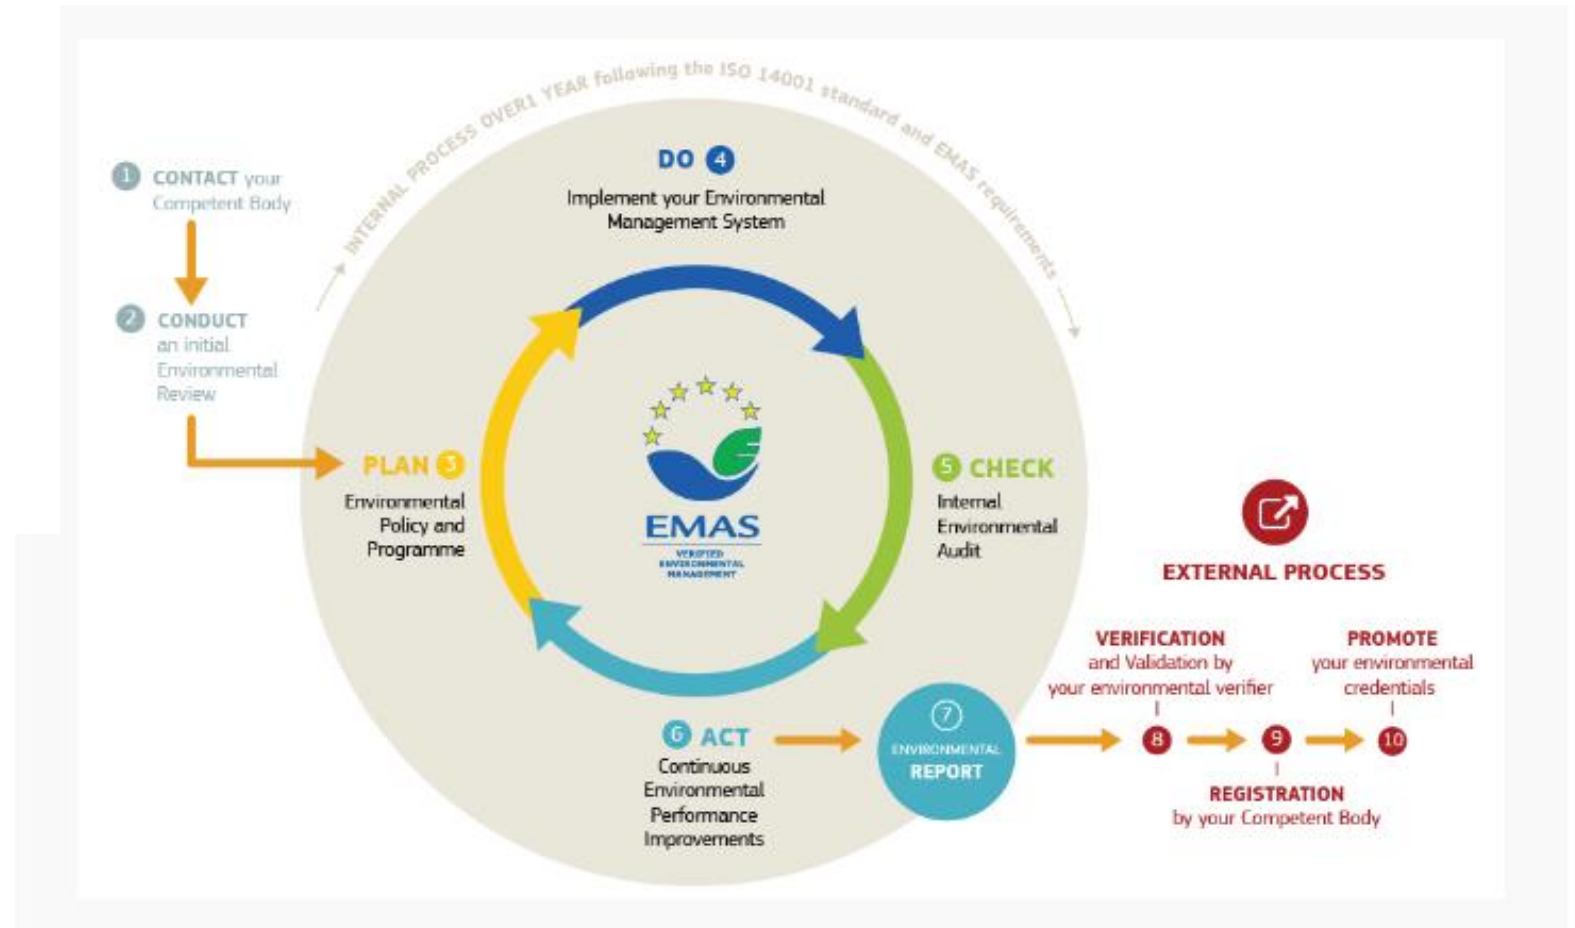 INTERNAL PROCESS OVER1 YEAR following the ISO 14001 standard and EMAS requirements
1 CONTACT your
Competent Body
2 CONDUCT
an initial
Environmental
Review
PLAN 3
Environmental
Policy and
Programme
DO 4
Implement your Environmental
Management System
5 CHECK
Internal
Environmental
Audit
EMAS
VERIFIED
ENVIRONMENTAL
MANAGEMENT
6 ACT
Continuous
Environmental
Performance
Improvements
7
ENVIRONMENTAL
REPORT
EXTERNAL PROCESS
VERIFICATION
and Validation by
your environmental verifier
8
9
REGISTRATION
by your Competent Body
PROMOTE
your environmental
credentials
10